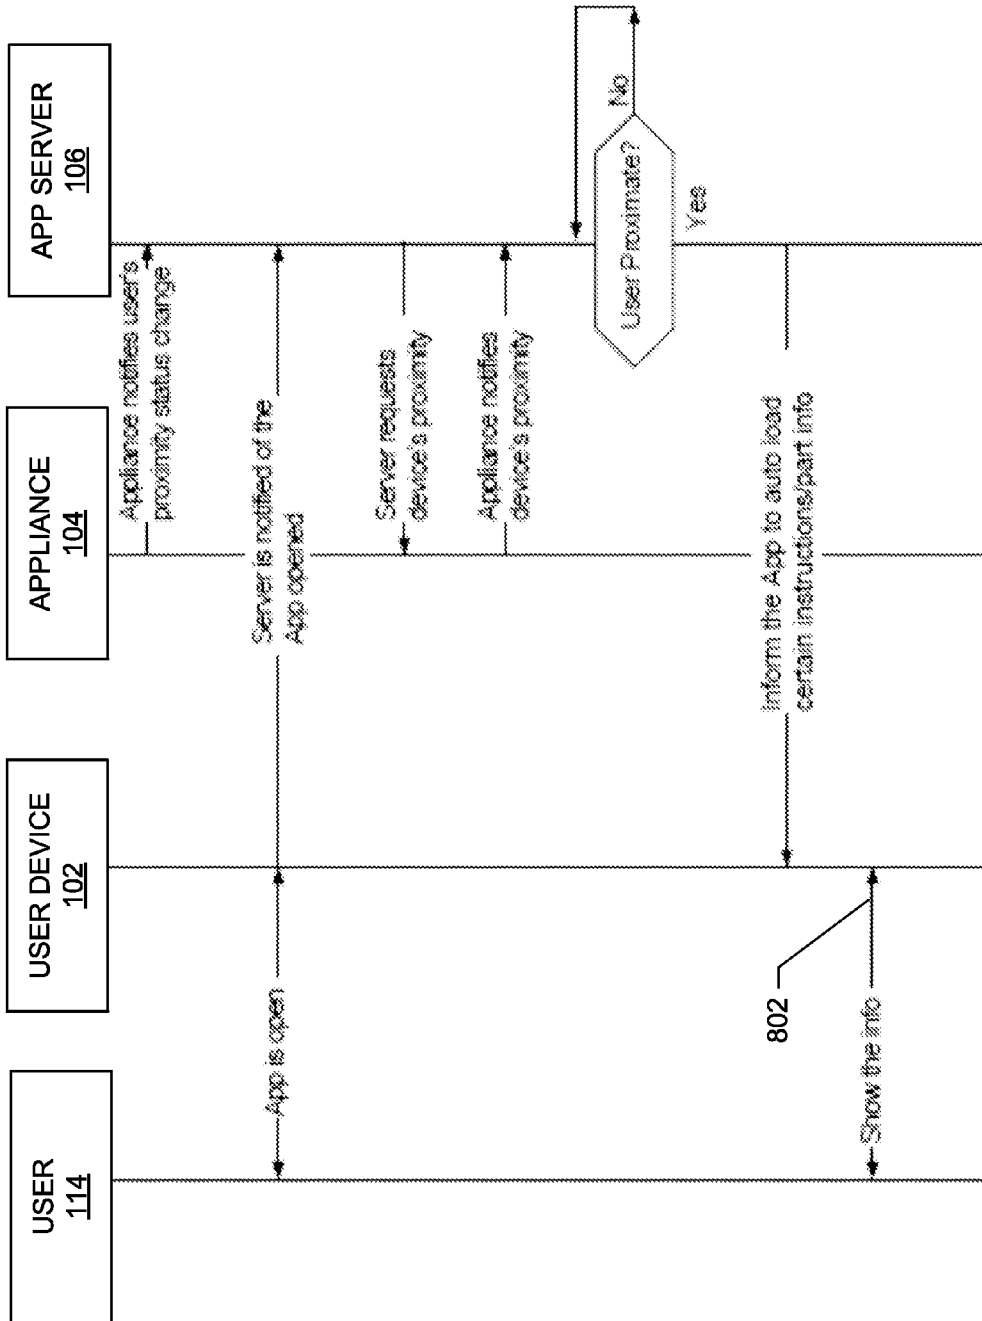 USER
114
USER DEVICE
102
APPLIANCE
104
APP SERVER
106
Appliance notifies user's
proximity status change
App is open
Server is notified of the
App opened
Server requests
device's proximity
Appliance notifies
device's proximity
User Proximate?
No
Yes
Inform the App to auto load
certain instructions/part info
802
Show the info